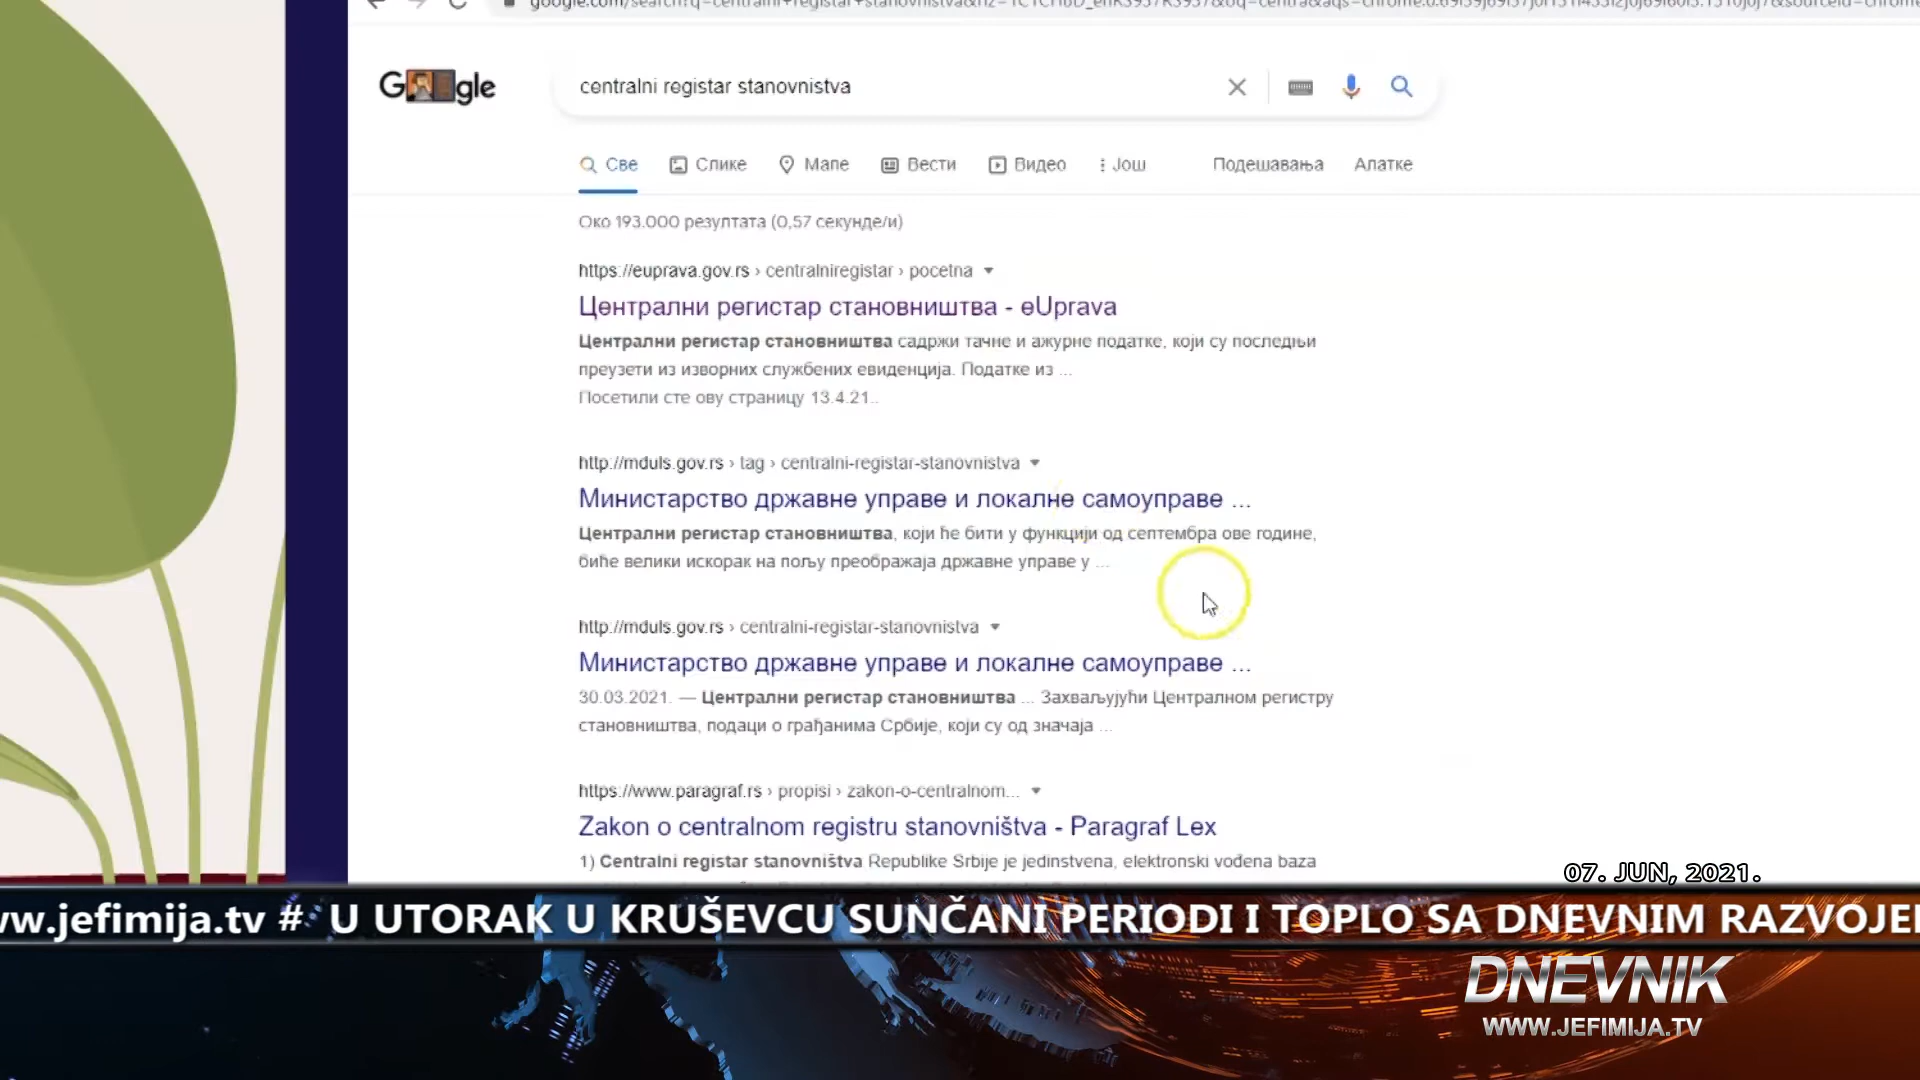 centralni registar stanovnistva
Све Слике Мапе Вести Видео Још Подешавања Алатке
Око 193.000 резултата (0,57 секунде/и)
https://euprava.gov.rs › centralniregistar › pocetna
Централни регистар становништва - eUprava
Централни регистар становништва садржи тачне и ажурне податке, који су последњи
преузети из изворних службених евиденција. Податке из ...
Посетили сте ову страницу 13.4.21..
http://mduls.gov.rs › tag › centralni-registar-stanovnistva
Министарство државне управе и локалне самоуправе ...
Централни регистар становништва, који ће бити у функцији од септембра ове године,
биће велики искорак на пољу преображаја државне управе у ...
http://mduls.gov.rs › centralni-registar-stanovnistva
Министарство државне управе и локалне самоуправе ...
30.03.2021. — Централни регистар становништва ... Захваљујући Централном регистру
становништва, подаци о грађанима Србије, који су од значаја ...
https://www.paragraf.rs › propisi › zakon-o-centralnom...
Zakon o centralnom registru stanovništva - Paragraf Lex
1) Centralni registar stanovništva Republike Srbije je jedinstvena, elektronski vođena baza
07. JUN, 2021.
ww.jefimija.tv # U UTORAK U KRUŠEVCU SUNČANI PERIODI I TOPLO SA DNEVNIM RAZVOJEM
DNEVNIK
WWW.JEFIMIJA.TV